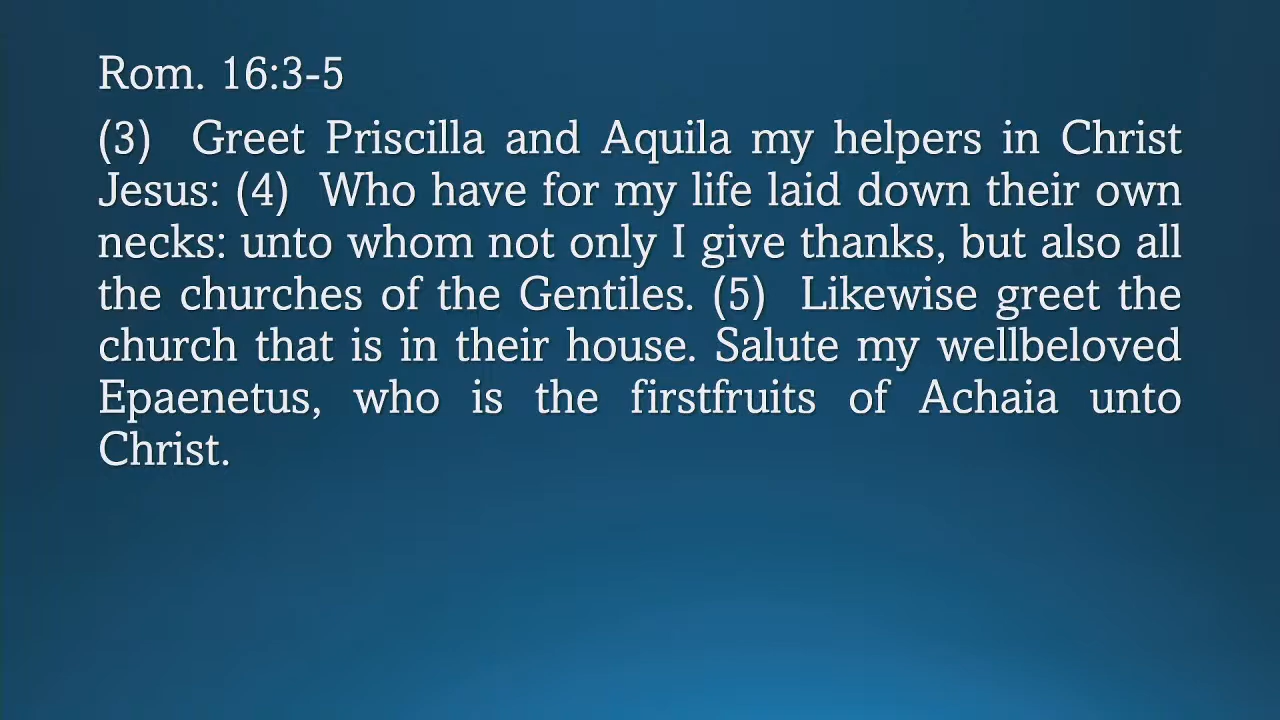 Rom. 16:3-5
(3) Greet Priscilla and Aquila my helpers in Christ
Jesus: (4) Who have for my life laid down their own
necks: unto whom not only I give thanks, but also all
the churches of the Gentiles. (5) Likewise greet the
church that is in their house. Salute my wellbeloved
Epaenetus, who is the firstfruits of Achaia unto
Christ.